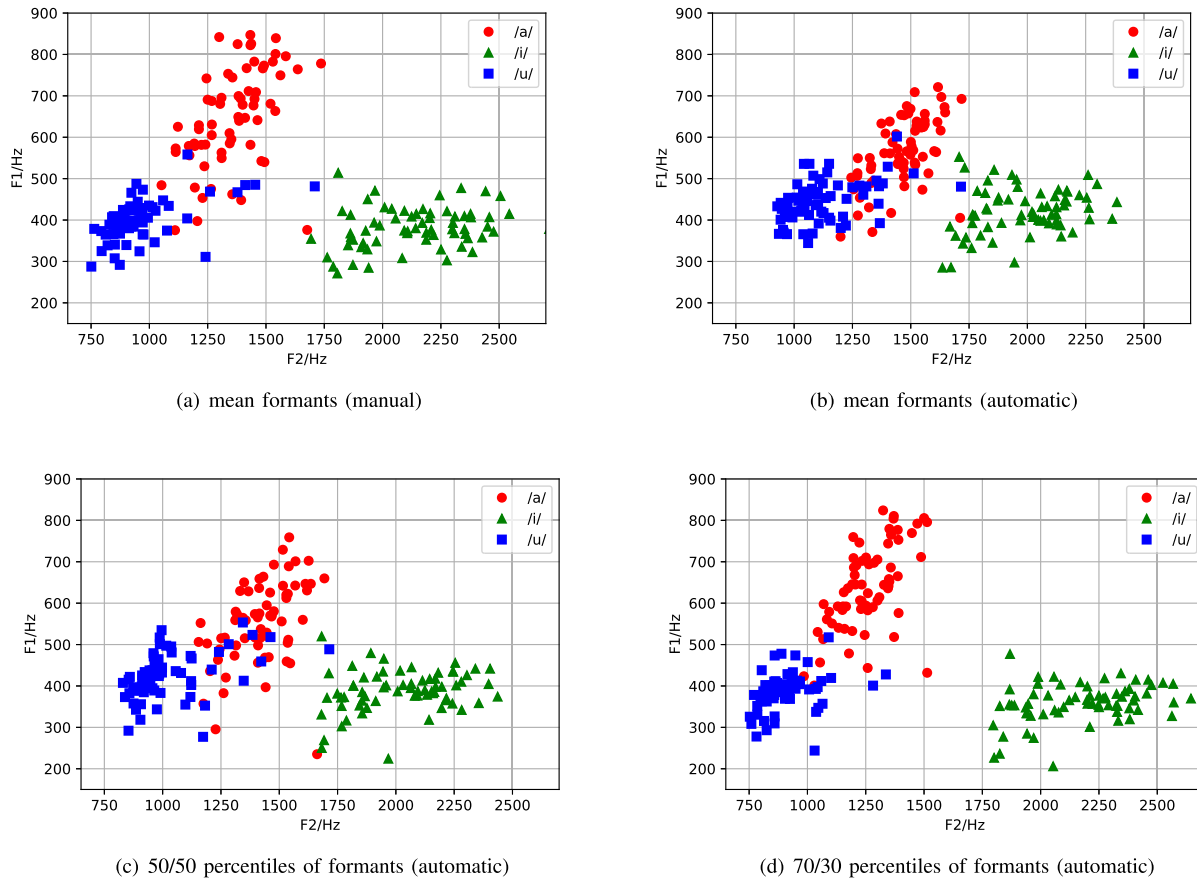 900
800
700
600
500
400
300
200
F1/Hz
750 1000 1250 1500 1750 2000 2250 2500
F2/Hz
/a/
/i/
/u/
(a) mean formants (manual)
900
800
700
600
500
400
300
200
F1/Hz
750 1000 1250 1500 1750 2000 2250 2500
F2/Hz
/a/
/i/
/u/
(b) mean formants (automatic)
900
800
700
600
500
400
300
200
F1/Hz
750 1000 1250 1500 1750 2000 2250 2500
F2/Hz
/a/
/i/
/u/
(c) 50/50 percentiles of formants (automatic)
900
800
700
600
500
400
300
200
F1/Hz
750 1000 1250 1500 1750 2000 2250 2500
F2/Hz
/a/
/i/
/u/
(d) 70/30 percentiles of formants (automatic)